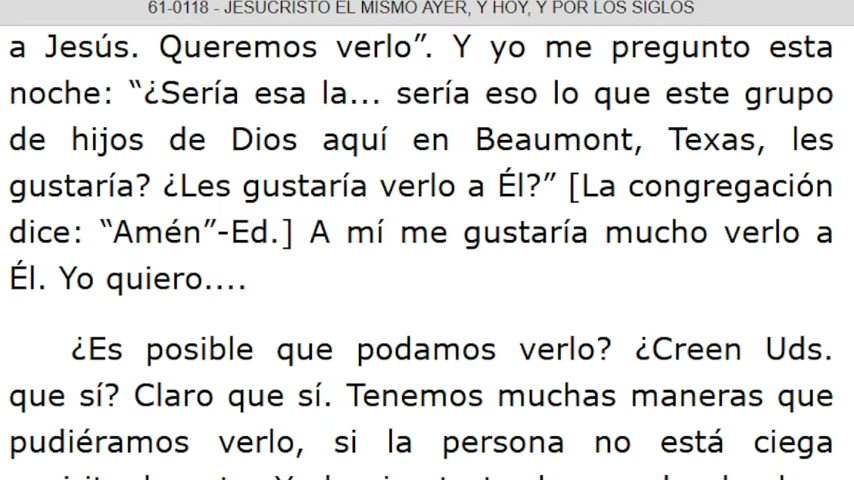 61-0118 - JESUCRISTO EL MISMO AYER, Y HOY, Y POR LOS SIGLOS
a Jesús. Queremos verlo”. Y yo me pregunto esta
noche: “¿Sería esa la... sería eso lo que este grupo
de hijos de Dios aquí en Beaumont, Texas, les
gustaría? ¿Les gustaría verlo a Él?” [La congregación
dice: “Amén”-Ed.] A mí me gustaría mucho verlo a
Él. Yo quiero....
¿Es posible que podamos verlo? ¿Creen Uds.
que sí? Claro que sí. Tenemos muchas maneras que
pudiéramos verlo, si la persona no está ciega